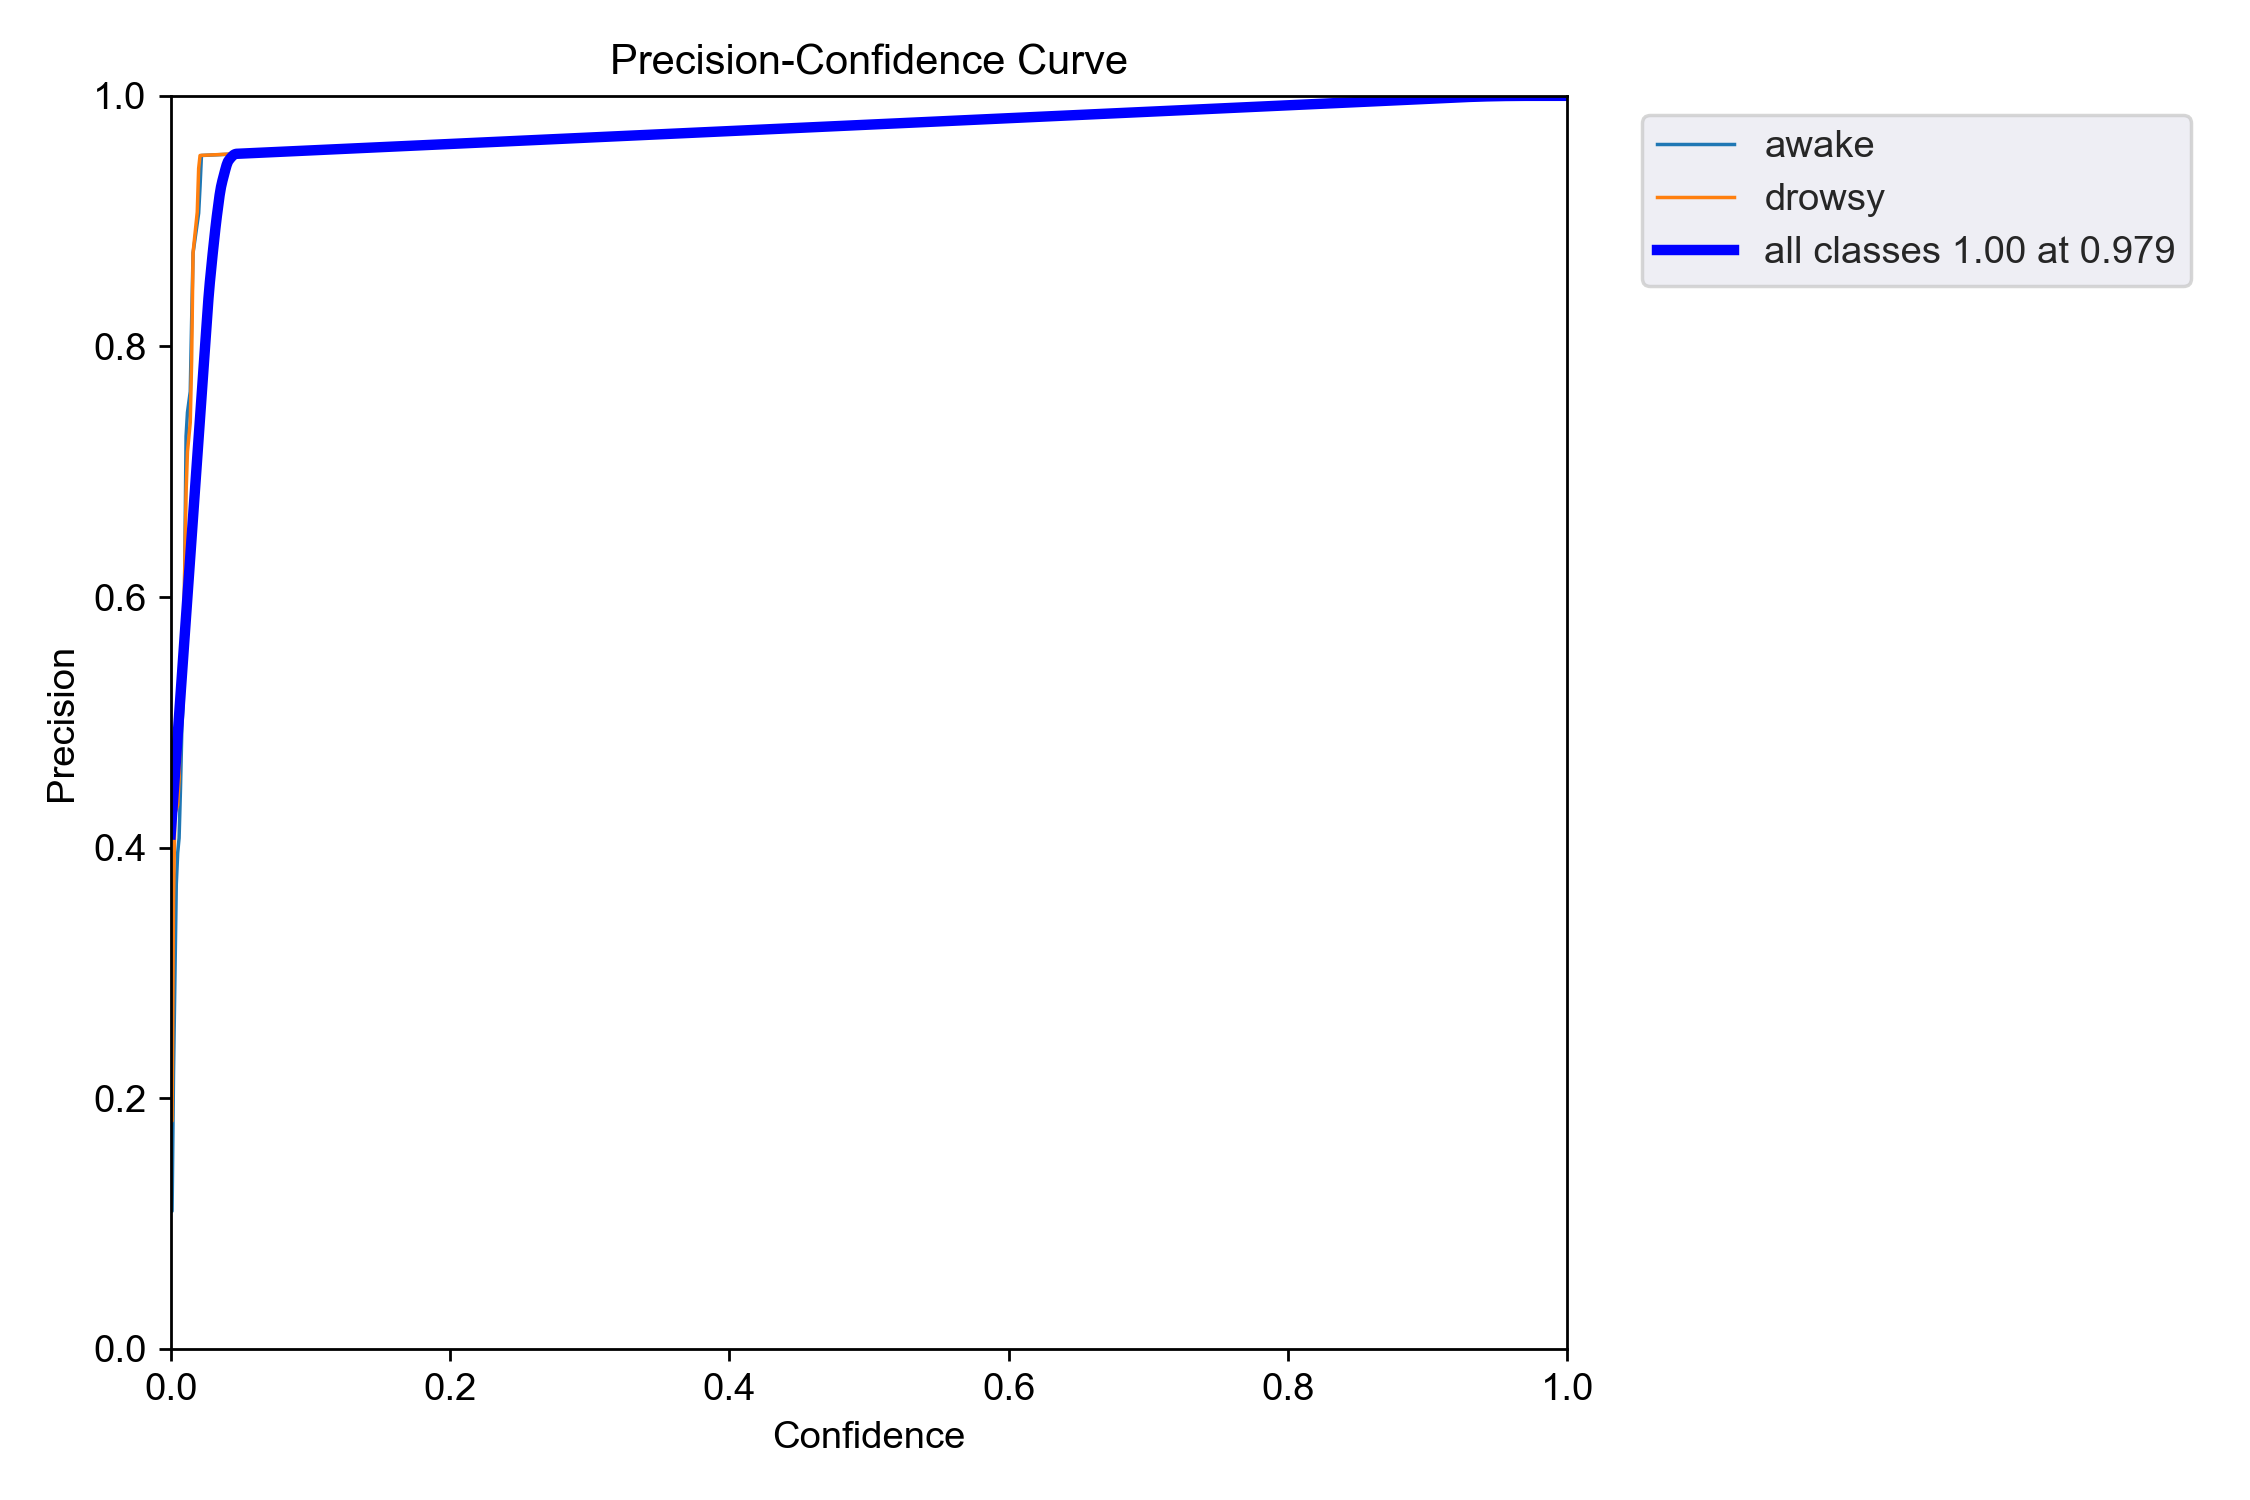 Precision-Confidence Curve
1.0
0.8
0.6
0.4
0.2
0.0
Precision
0.0 0.2 0.4 0.6 0.8 1.0
Confidence
awake
drowsy
all classes 1.00 at 0.979